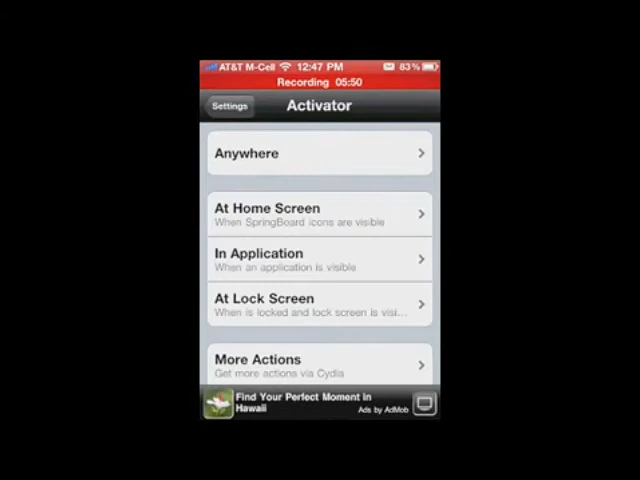 AT&T M-Cell 12:47 PM 83%
Recording 05:50
Settings Activator
Anywhere
At Home Screen
When SpringBoard icons are visible
In Application
When an application is visible
At Lock Screen
When is locked and lock screen is visi...
More Actions
Get more actions via Cydia
Find Your Perfect Moment in
Hawaii
Ads by AdMob